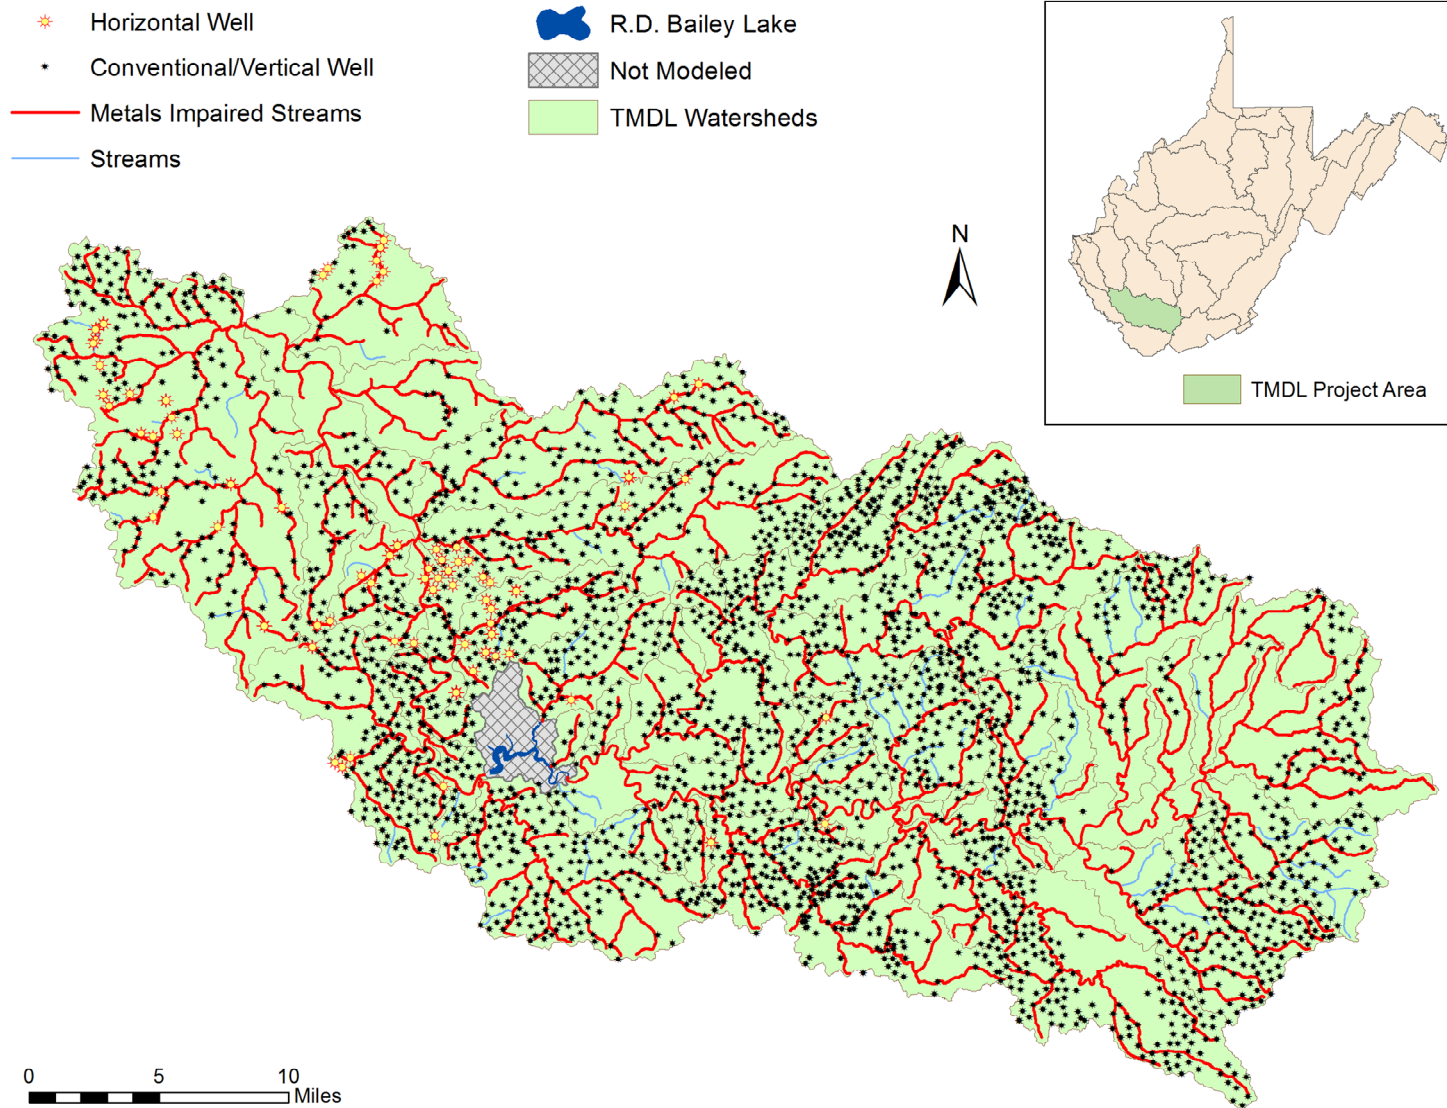 Horizontal Well
Conventional/Vertical Well
Metals Impaired Streams
Streams
R.D. Bailey Lake
Not Modeled
TMDL Watersheds
TMDL Project Area
N
0 5 10
Miles